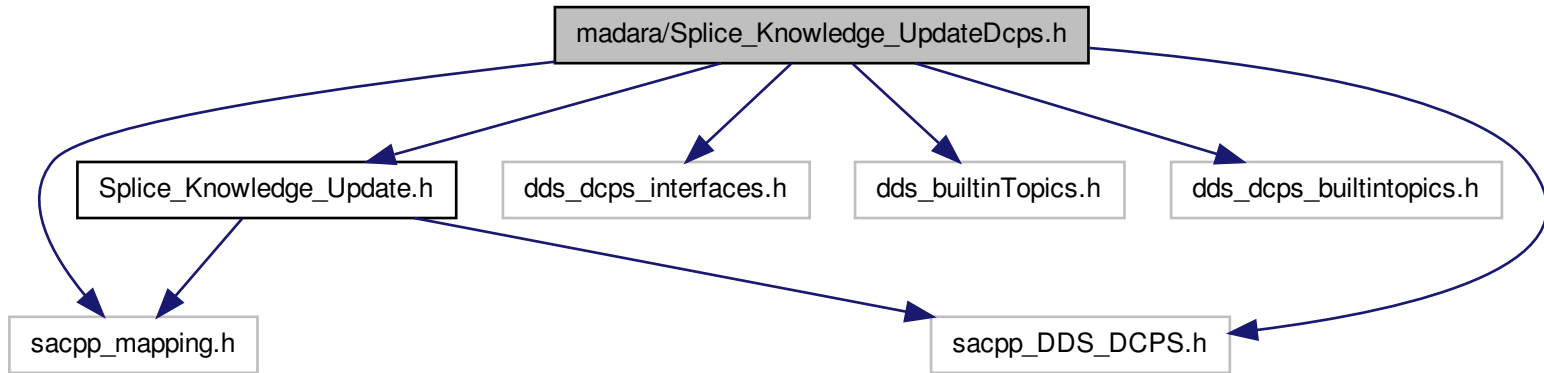 madara/Splice_Knowledge_UpdateDcps.h
Splice_Knowledge_Update.h
dds_dcps_interfaces.h
dds_builtinTopics.h
dds_dcps_builtintopics.h
sacpp_mapping.h
sacpp_DDS_DCPS.h